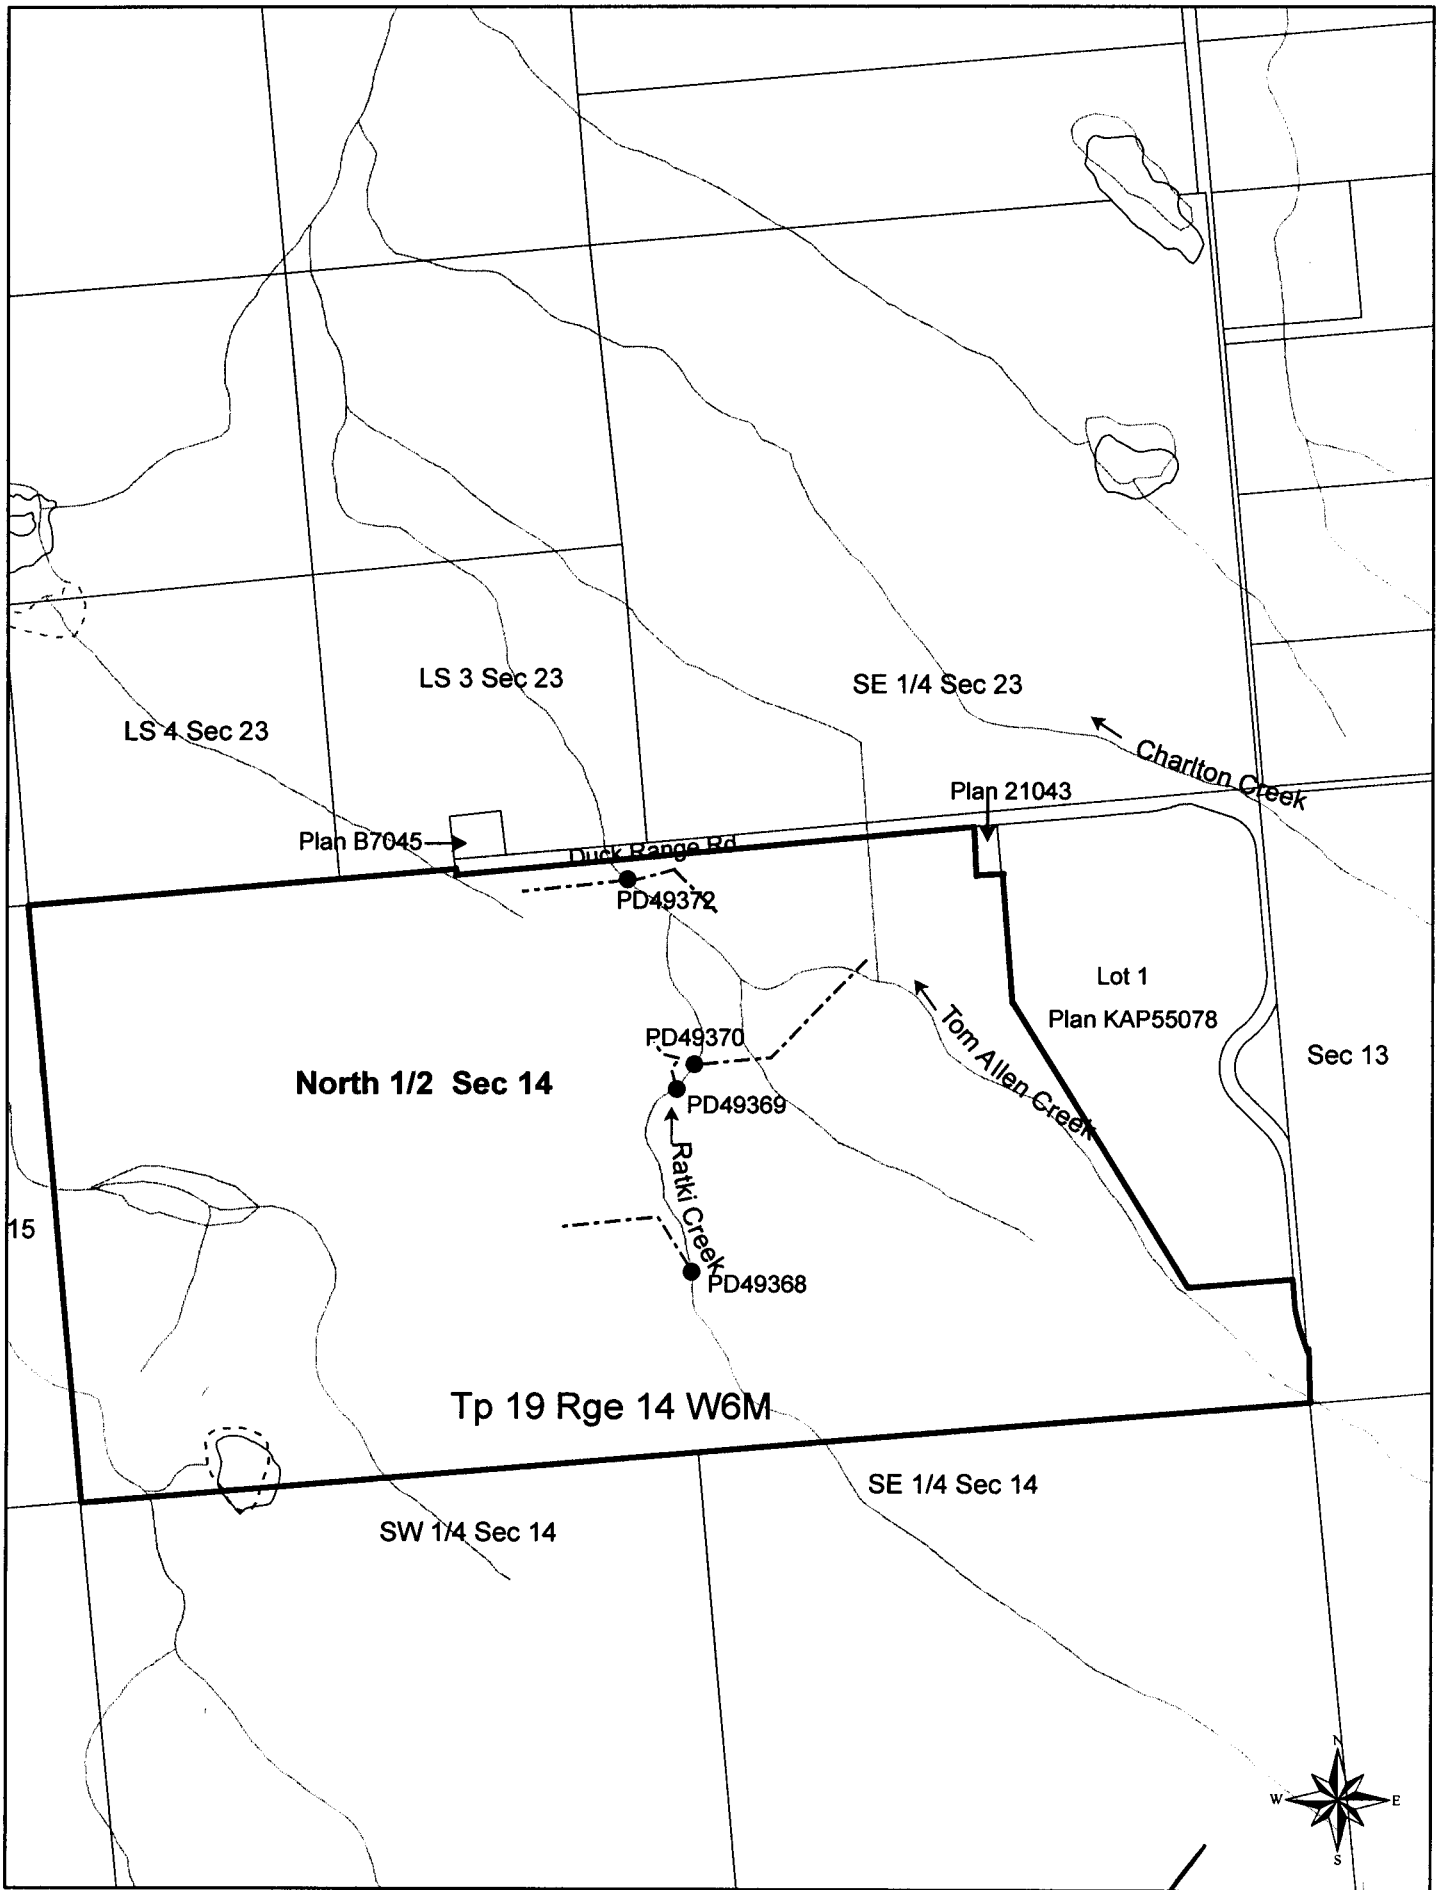 LS 3 Sec 23
SE 1/4 Sec 23
LS 4 Sec 23
Charlton Creek
Plan 21043
Plan B7045
Duck Range Rd
PD49372
Lot 1
Plan KAP55078
Tom Allen Creek
PD49370
Sec 13
North 1/2 Sec 14
PD49369
Ratki Creek
15
PD49368
Tp 19 Rge 14 W6M
SE 1/4 Sec 14
SW 1/4 Sec 14
N
W
E
S